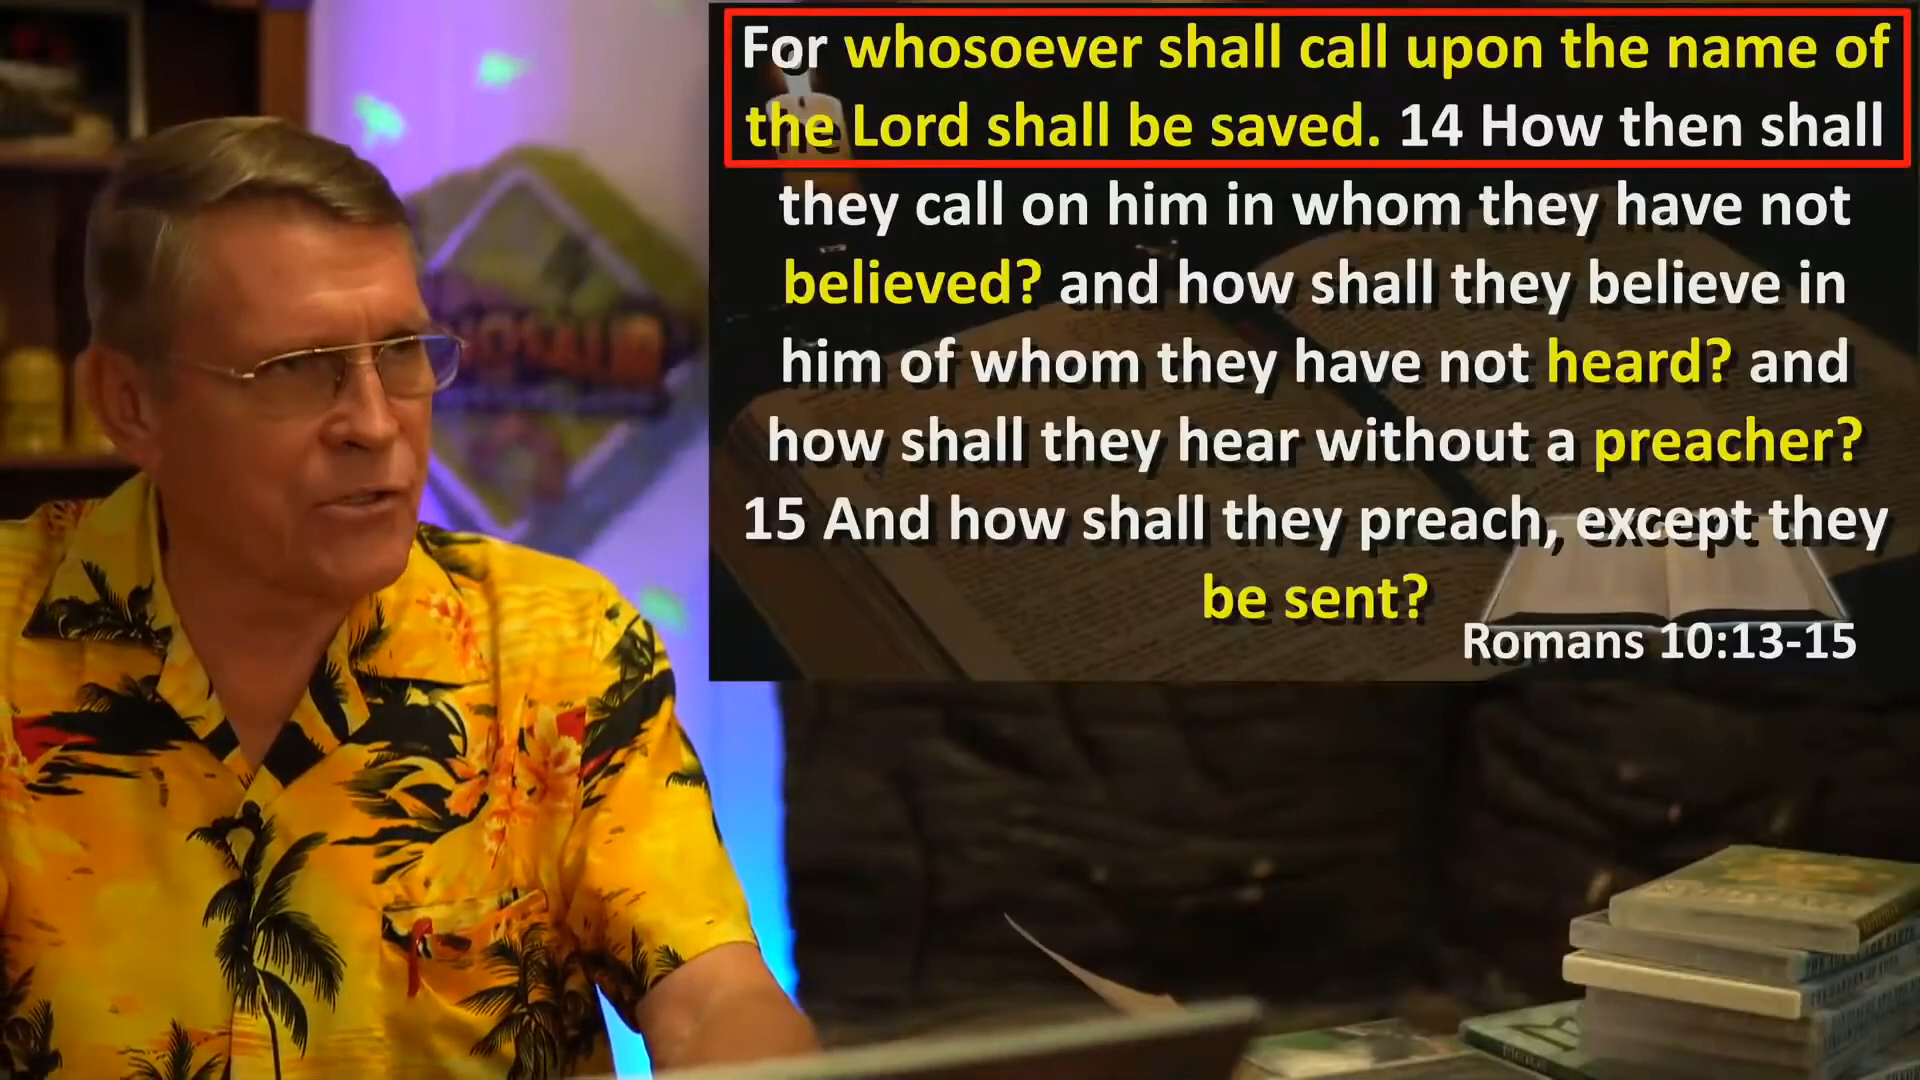 For whosoever shall call upon the name of
the Lord shall be saved. 14 How then shall
they call on him in whom they have not
believed? and how shall they believe in
him of whom they have not heard? and
how shall they hear without a preacher?
15 And how shall they preach, except they
be sent?
Romans 10:13-15